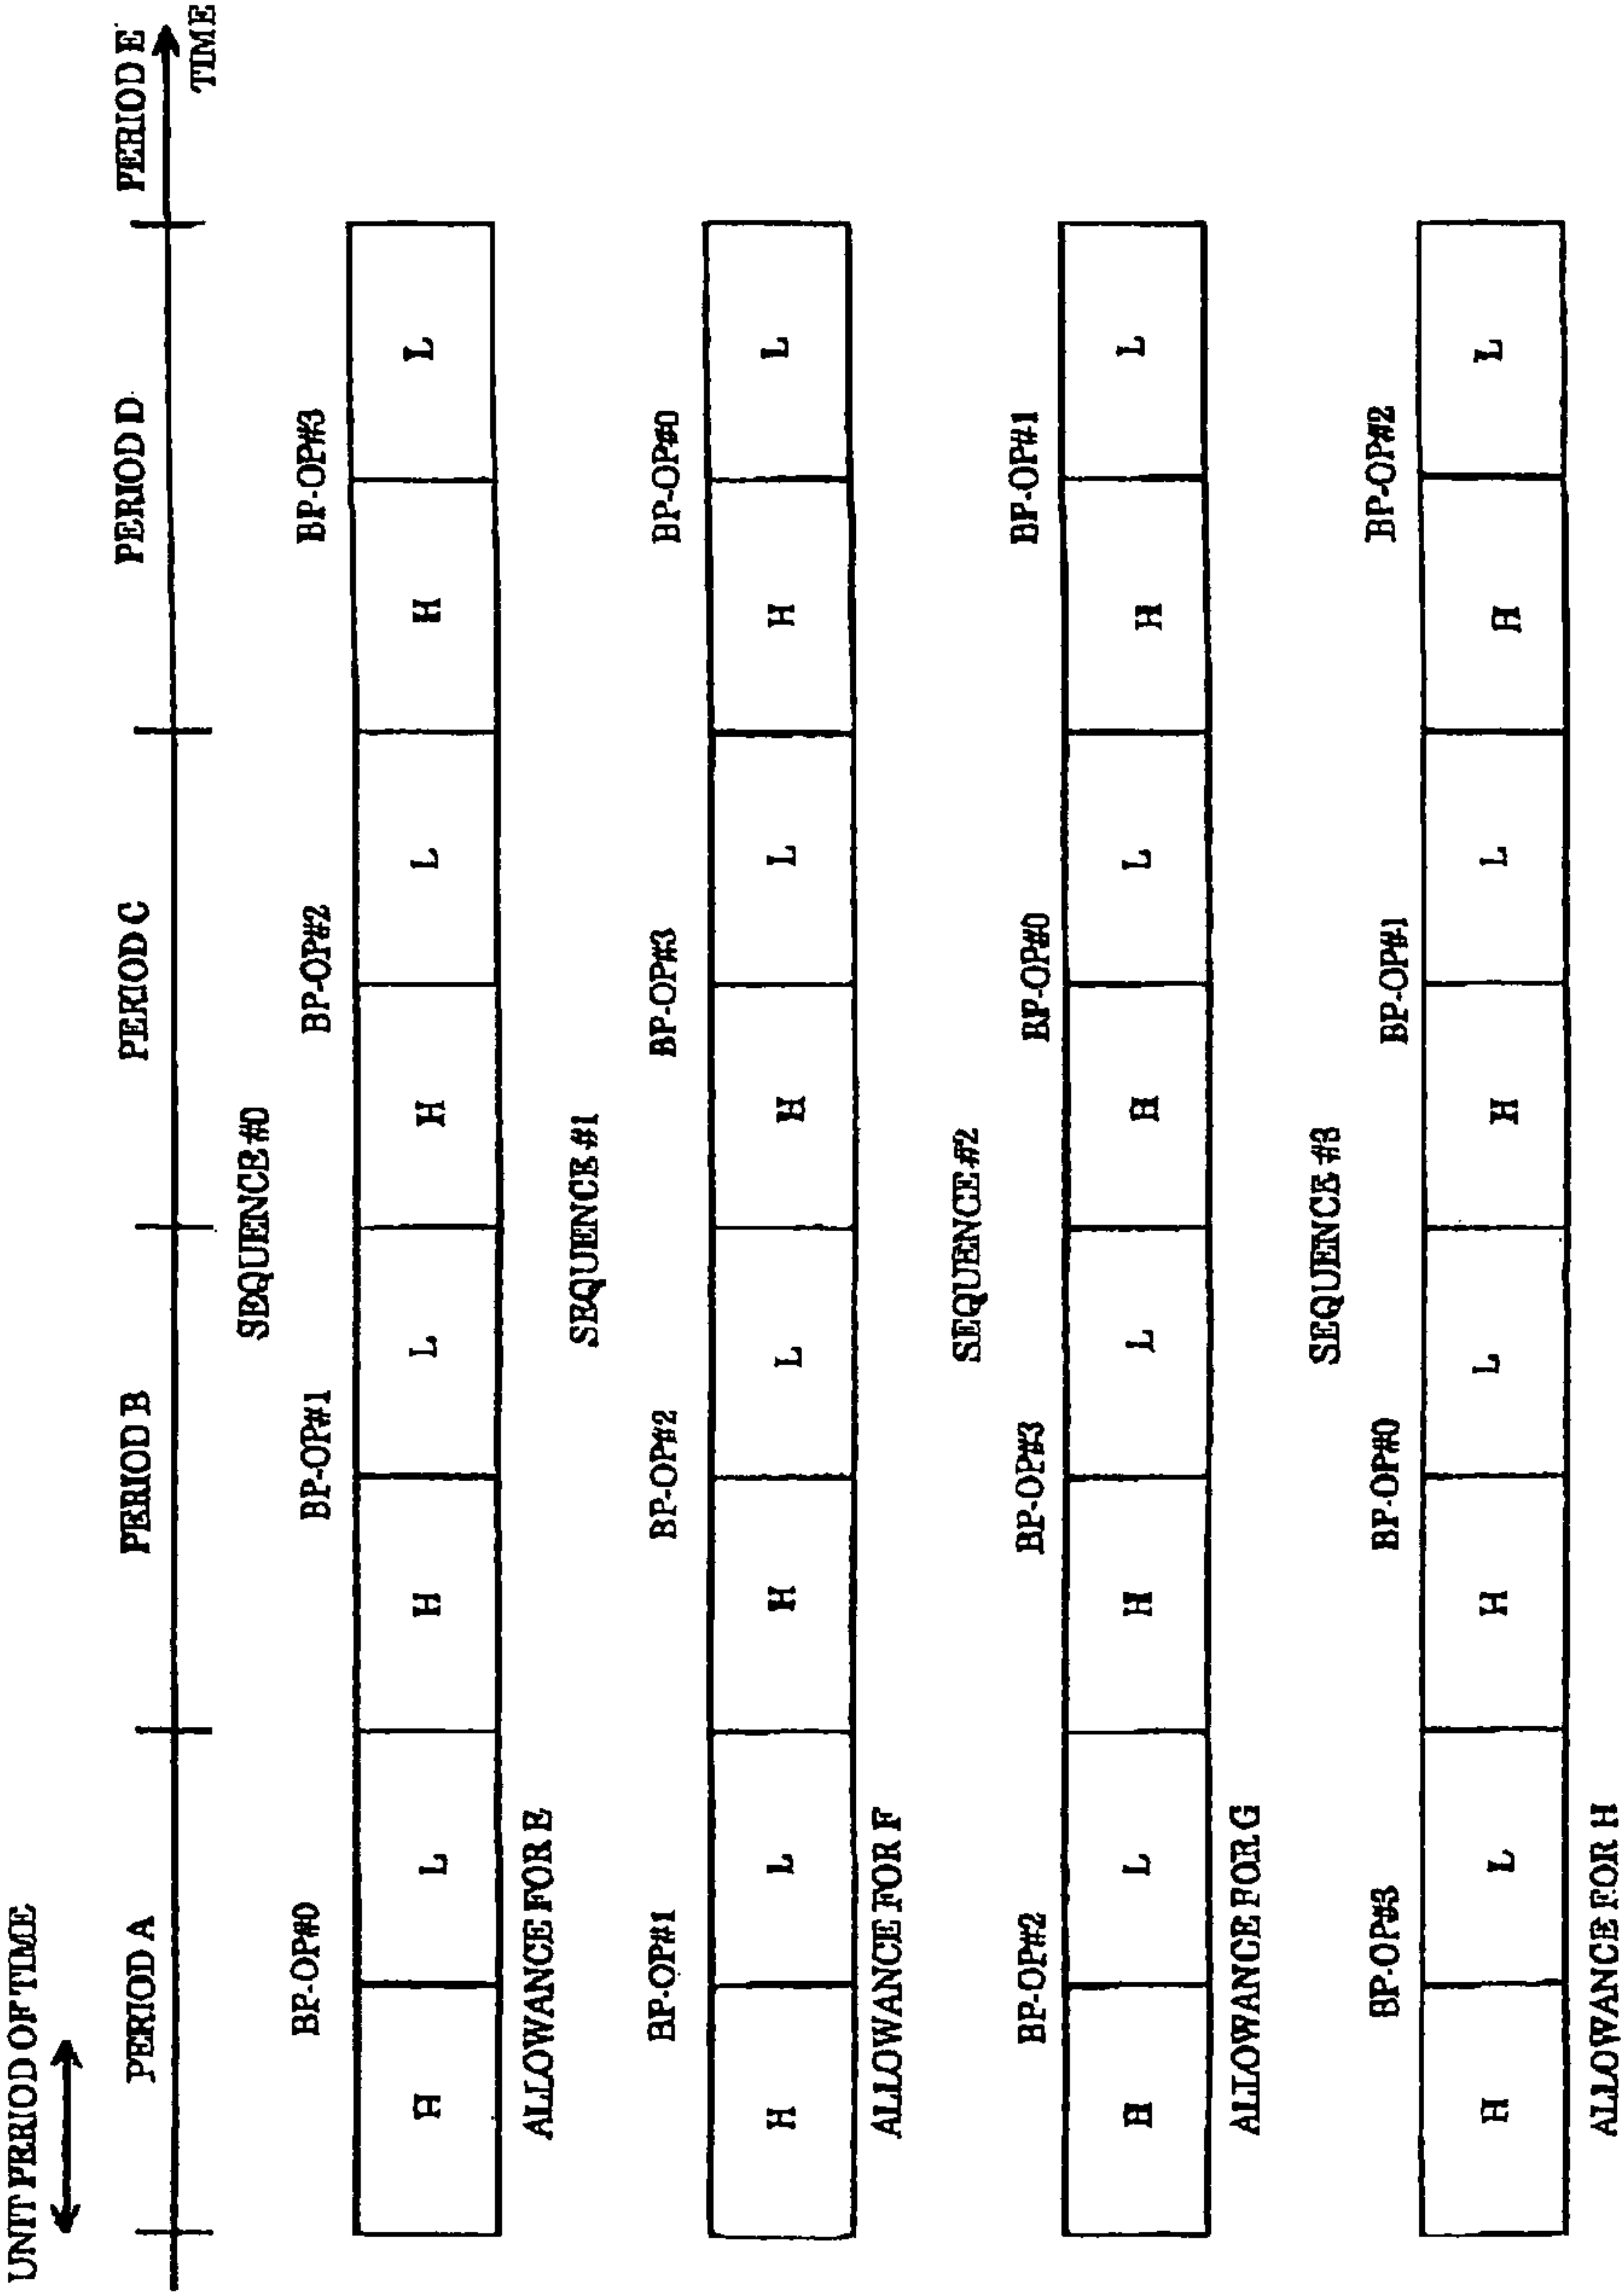 UNIT PERIOD OF TIME
PERIOD A PERIOD B PERIOD C PERIOD D PERIOD E
TIME
SEQUENCE #0
BP-OP#0 BP-OP#1 BP-OP#2 BP-OP#3
H L H L H L H L
ALLOWANCE FOR E
SEQUENCE #1
BP-OP#1 BP-OP#2 BP-OP#3 BP-OP#0
H L H L H L H L
ALLOWANCE FOR F
SEQUENCE #2
BP-OP#2 BP-OP#3 BP-OP#0 BP-OP#1
H L H L H L H L
ALLOWANCE FOR G
SEQUENCE #3
BP-OP#3 BP-OP#0 BP-OP#1 BP-OP#2
H L H L H L H L
ALLOWANCE FOR H